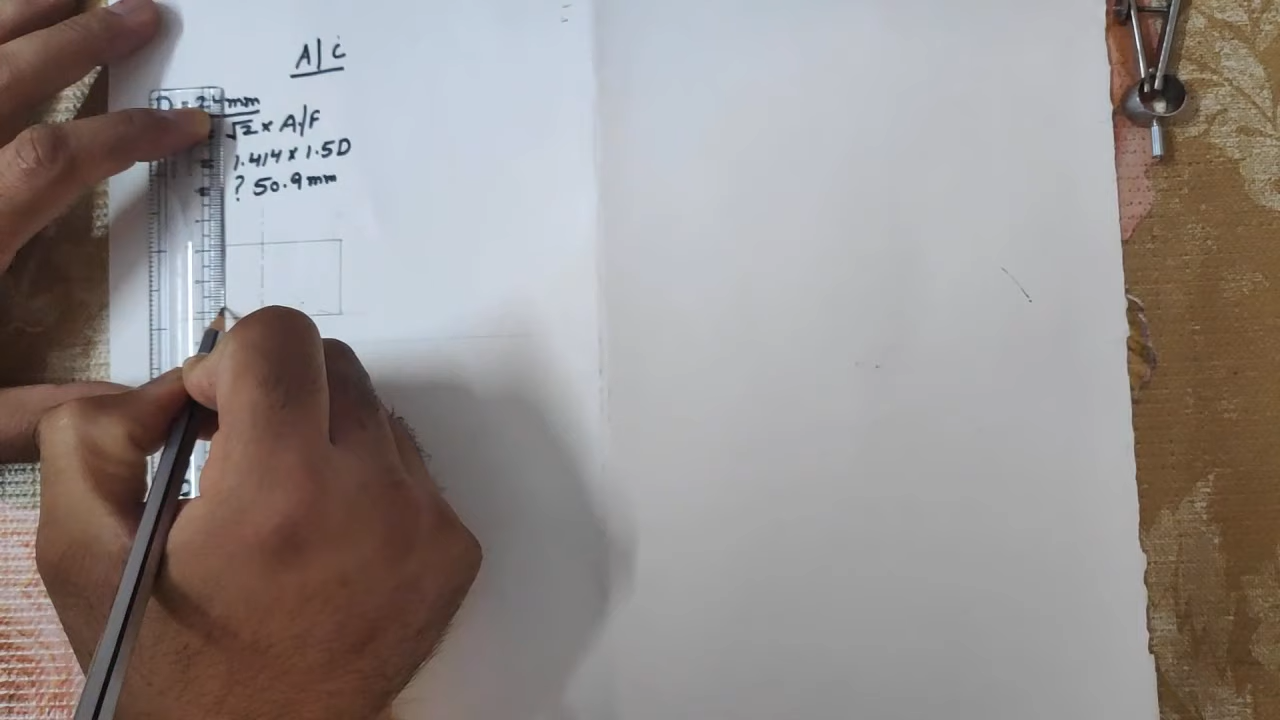 A/C
D = 24mm
= √2 x A/F
= 1.414 x 1.5D
= ? 50.9mm